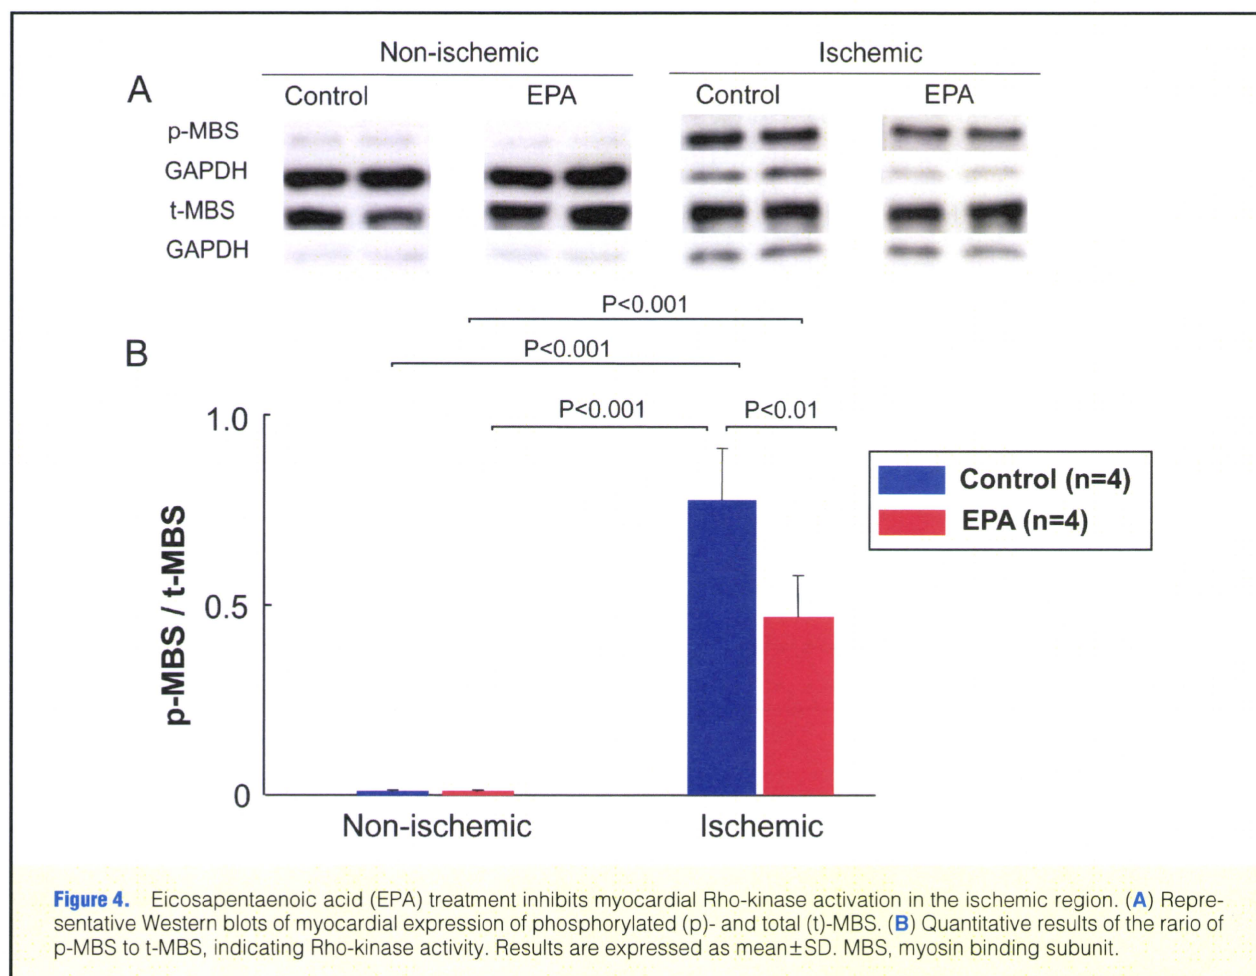 Non-ischemic Ischemic
A Control EPA Control EPA
p-MBS
GAPDH
t-MBS
GAPDH
P<0.001
B P<0.001
P<0.001 P<0.01
1.0
0.5
0
p-MBS / t-MBS
Control (n=4)
EPA (n=4)
Non-ischemic Ischemic
Figure 4. Eicosapentaenoic acid (EPA) treatment inhibits myocardial Rho-kinase activation in the ischemic region. (A) Repre-
sentative Western blots of myocardial expression of phosphorylated (p)- and total (t)-MBS. (B) Quantitative results of the rario of
p-MBS to t-MBS, indicating Rho-kinase activity. Results are expressed as mean±SD. MBS, myosin binding subunit.